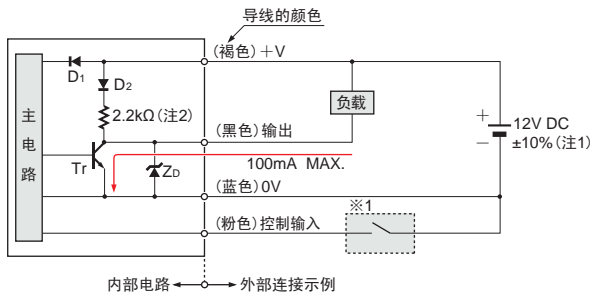 导线的颜色
(褐色)＋V
D1
D2
2.2kΩ(注2)
负载
主电路
(黑色)输出
12V DC
±10%(注1)
＋
－
Tr
ZD
100mA MAX.
(蓝色)0V
※1
(粉色)控制输入
内部电路
外部连接示例